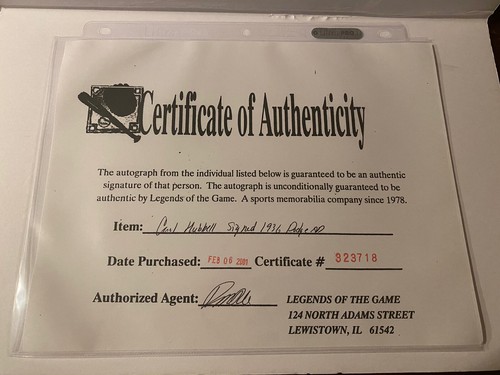 Certificate of Authenticity
The autograph from the individual listed below is guaranteed to be an authentic
signature of that person. The autograph is unconditionally guaranteed to be
authentic by Legends of the Game. A sports memorabilia company since 1978.
Item: Carl Hubbell Signed 1936 Dodge AD
Date Purchased: FEB 06 2001 Certificate # 323718
Authorized Agent:
LEGENDS OF THE GAME
124 NORTH ADAMS STREET
LEWISTOWN, IL 61542